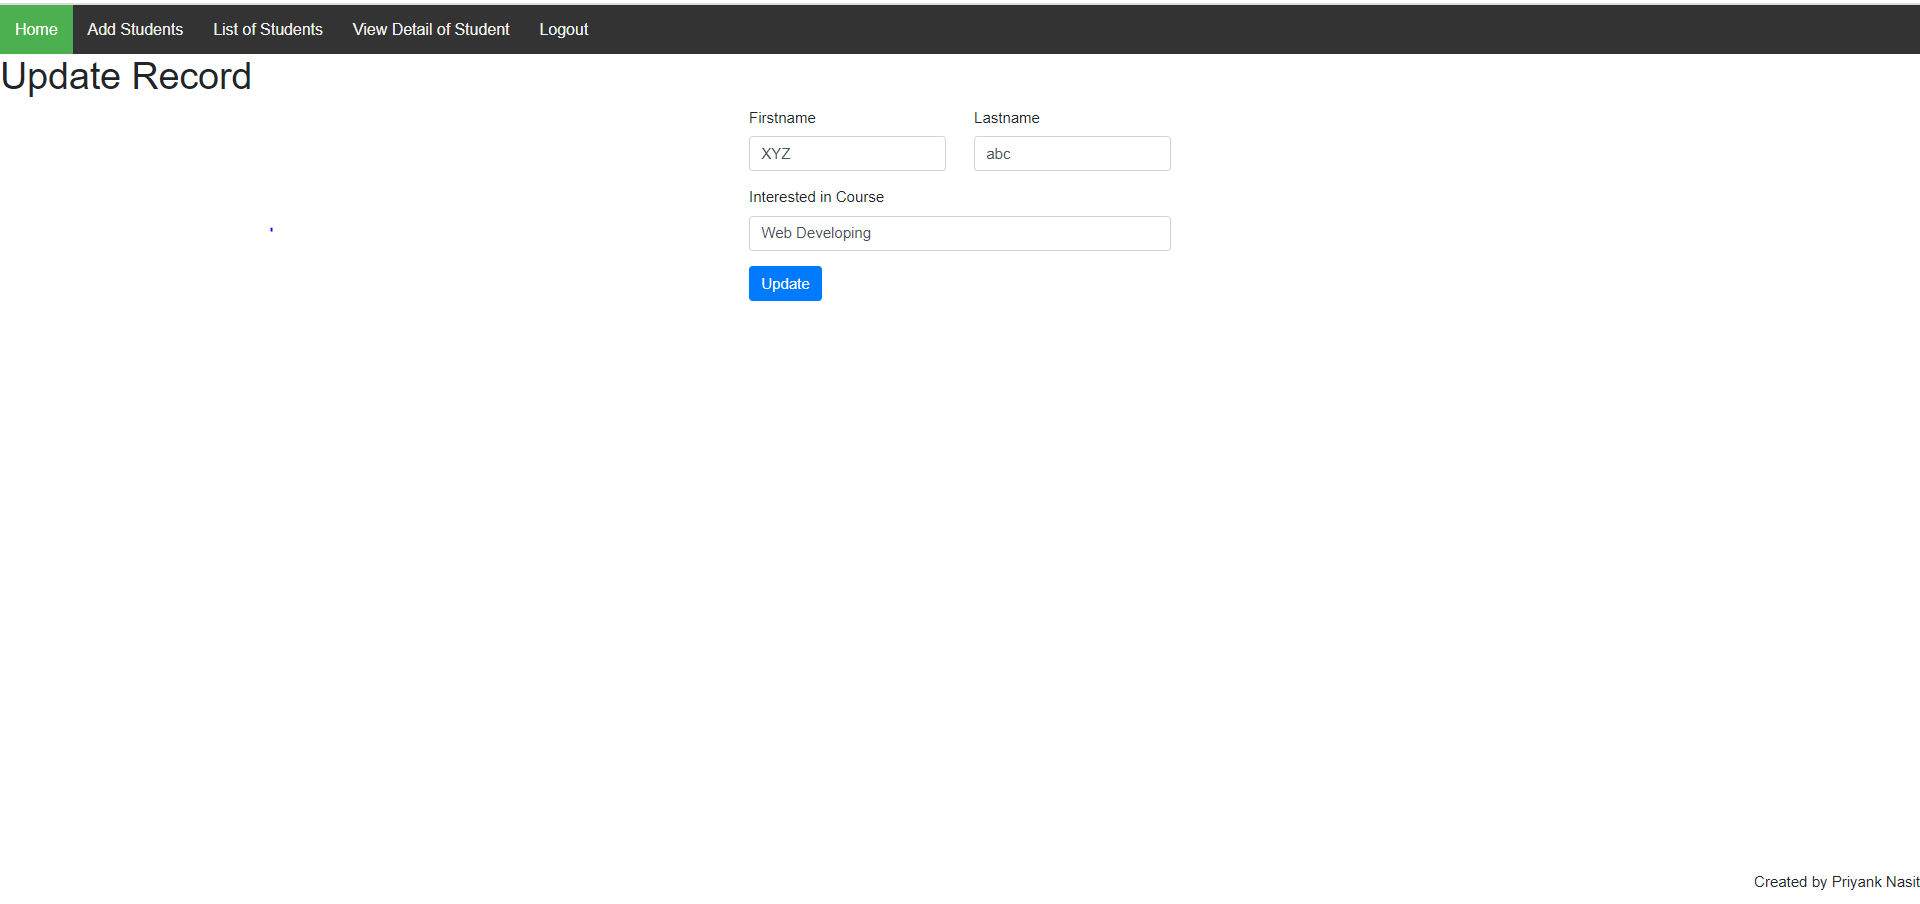 Home Add Students List of Students View Detail of Student Logout
Update Record
Firstname Lastname
XYZ abc
Interested in Course
Web Developing
Update
Created by Priyank Nasit